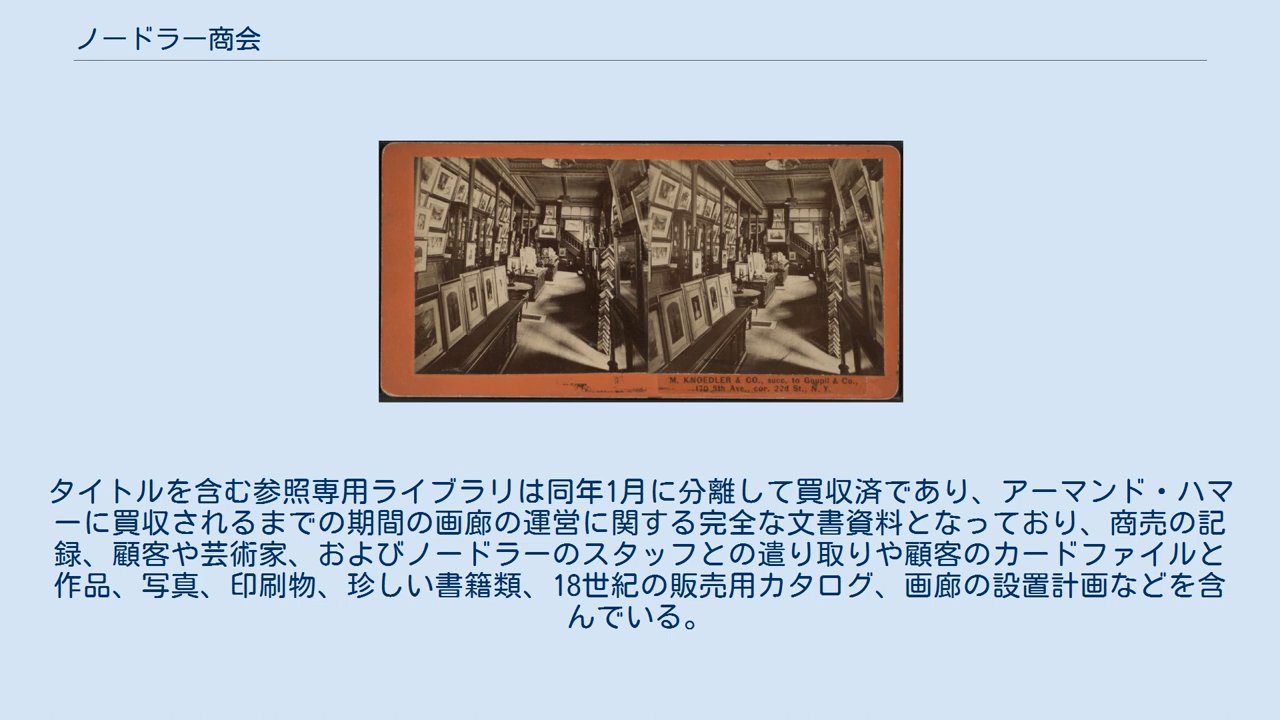 ノードラー商会
M. KNOEDLER & CO., succ. to Goupil & Co.,
170 5th Ave., cor. 22d St., N. Y.
タイトルを含む参照専用ライブラリは同年1月に分離して買収済であり、アーマンド・ハマ
ーに買収されるまでの期間の画廊の運営に関する完全な文書資料となっており、商売の記
録、顧客や芸術家、およびノードラーのスタッフとの遣り取りや顧客のカードファイルと
作品、写真、印刷物、珍しい書籍類、18世紀の販売用カタログ、画廊の設置計画などを含
んでいる。